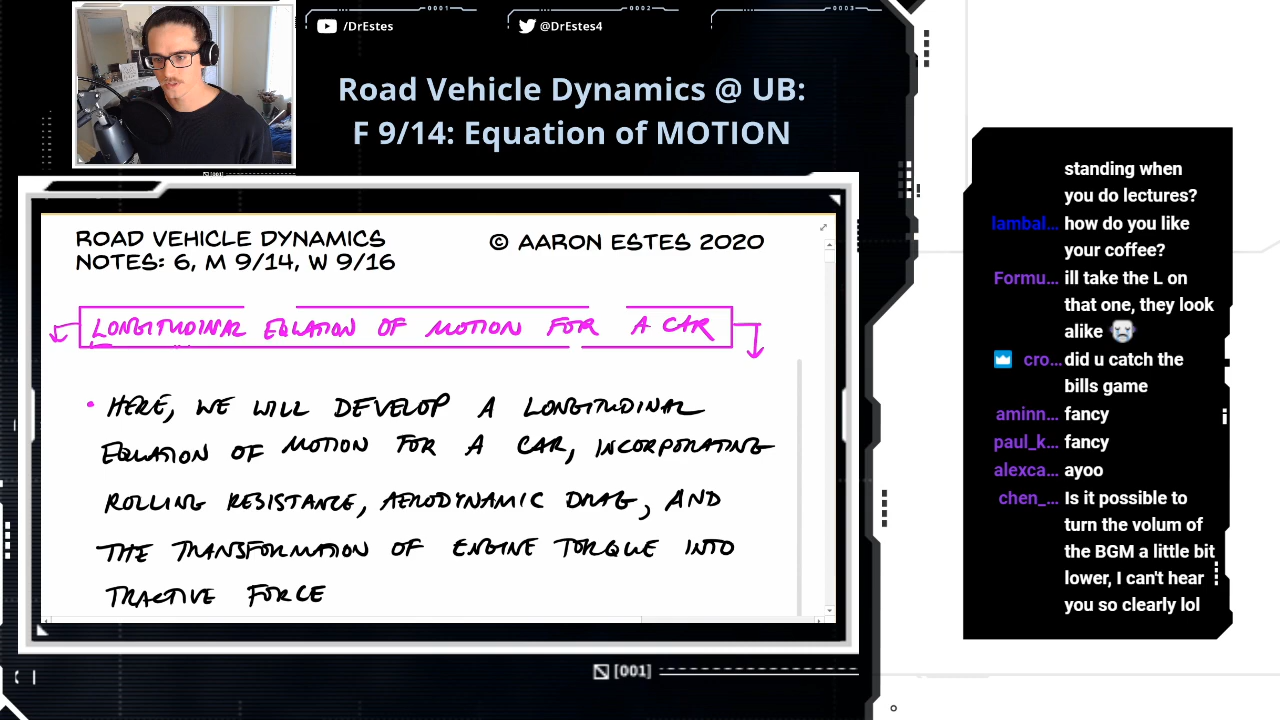 0001
0002
0003
/DrEstes
@DrEstes4
Road Vehicle Dynamics @ UB:
F 9/14: Equation of MOTION
[001]
ROAD VEHICLE DYNAMICS
© AARON ESTES 2020
NOTES: 6, M 9/14, W 9/16
LONGITUDINAL EQUATION OF MOTION FOR A CAR
• HERE, WE WILL DEVELOP A LONGITUDINAL
EQUATION OF MOTION FOR A CAR, INCORPORATING
ROLLING RESISTANCE, AERODYNAMIC DRAG, AND
THE TRANSFORMATION OF ENGINE TORQUE INTO
TRACTIVE FORCE
[001]
standing when
you do lectures?
lambal... how do you like
your coffee?
Formu... ill take the L on
that one, they look
alike
cro... did u catch the
bills game
aminn... fancy
paul_k... fancy
alexca... ayoo
chen_... Is it possible to
turn the volum of
the BGM a little bit
lower, I can't hear
you so clearly lol